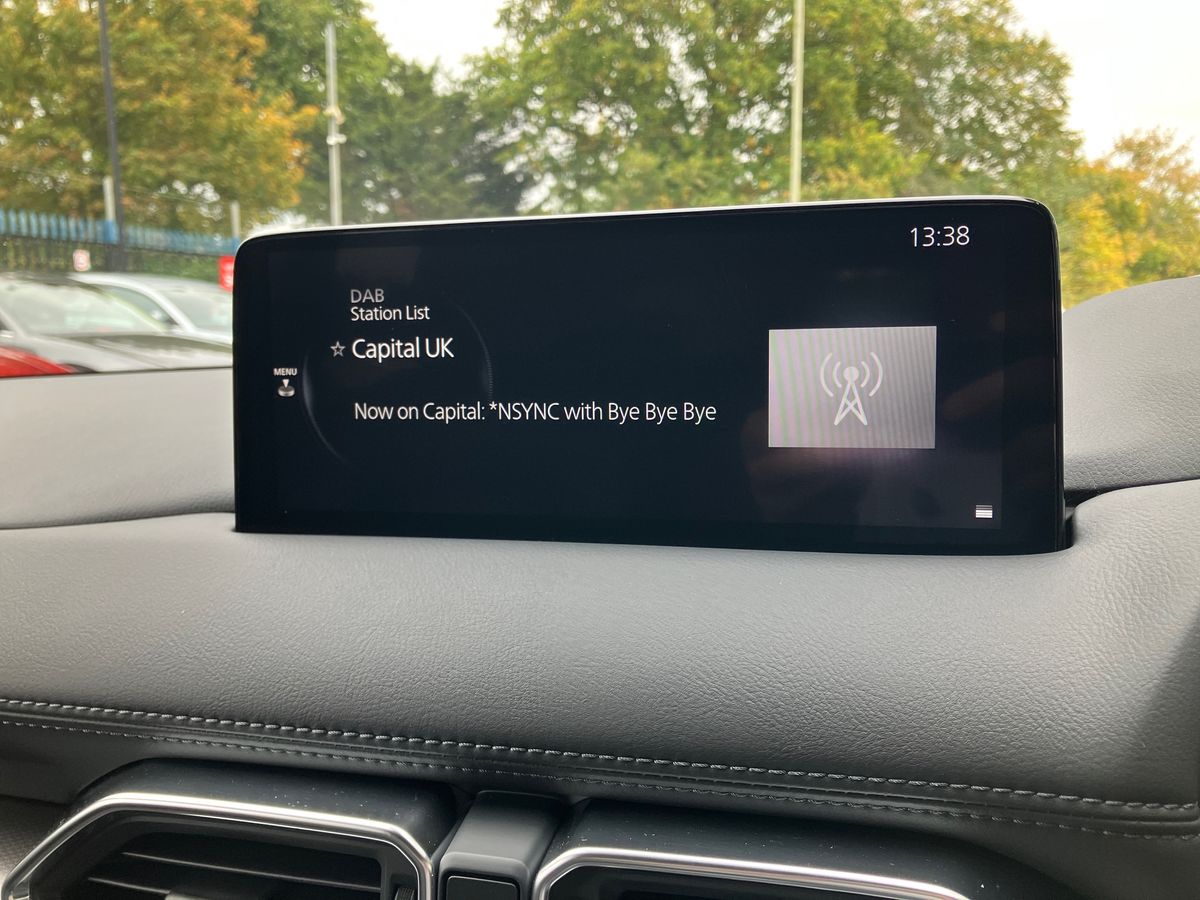 13:38
DAB
Station List
☆ Capital UK
MENU
Now on Capital: *NSYNC with Bye Bye Bye